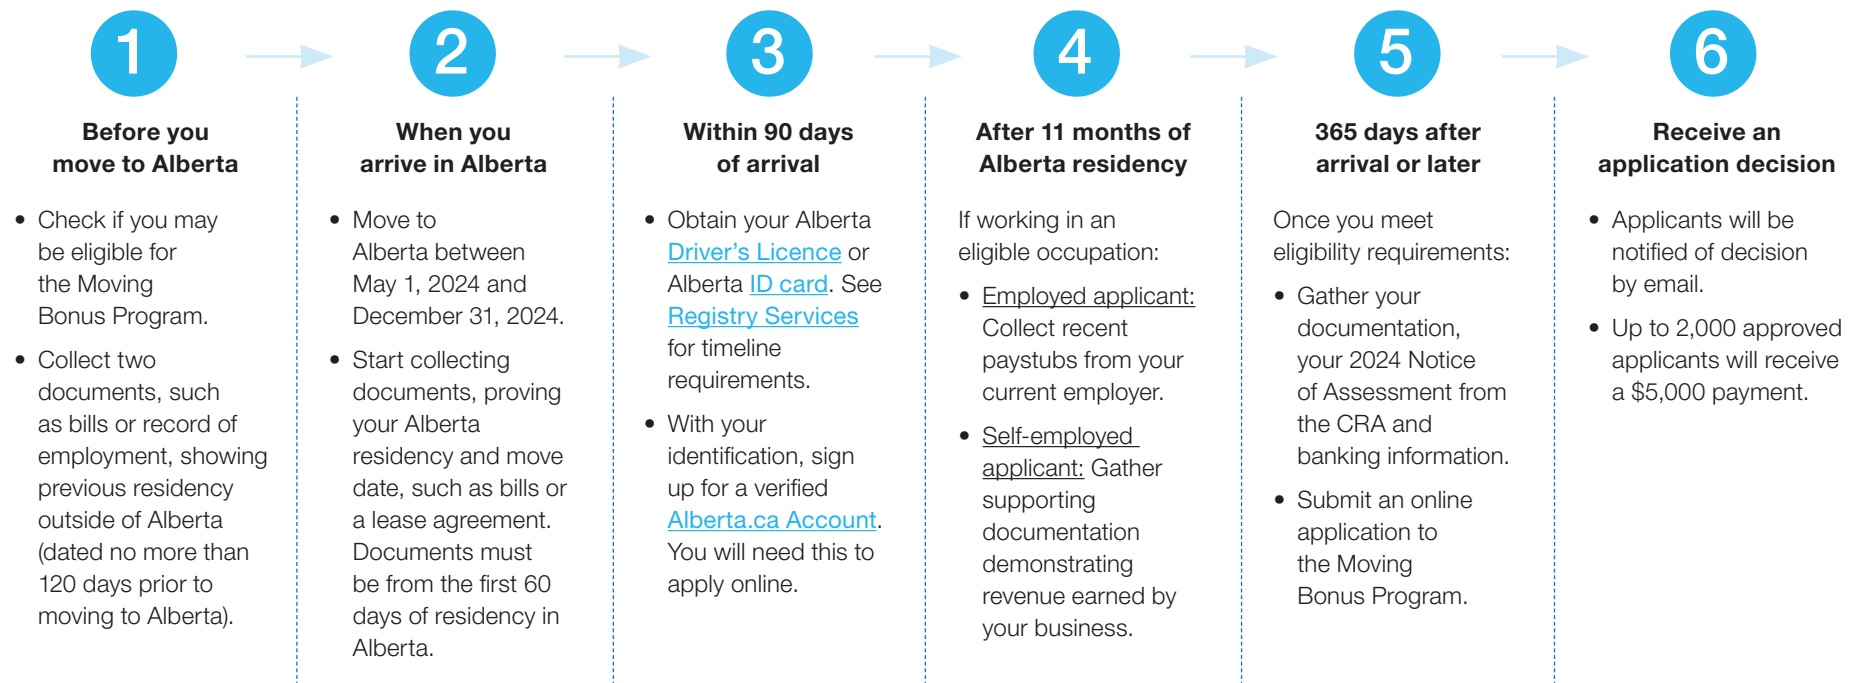 1
Before you
move to Alberta
• Check if you may
be eligible for
the Moving
Bonus Program.
• Collect two
documents, such
as bills or record of
employment, showing
previous residency
outside of Alberta
(dated no more than
120 days prior to
moving to Alberta).
2
When you
arrive in Alberta
• Move to
Alberta between
May 1, 2024 and
December 31, 2024.
• Start collecting
documents, proving
your Alberta
residency and move
date, such as bills or
a lease agreement.
Documents must
be from the first 60
days of residency in
Alberta.
3
Within 90 days
of arrival
• Obtain your Alberta
Driver's Licence or
Alberta ID card. See
Registry Services
for timeline
requirements.
• With your
identification, sign
up for a verified
Alberta.ca Account.
You will need this to
apply online.
4
After 11 months of
Alberta residency
If working in an
eligible occupation:
• Employed applicant:
Collect recent
paystubs from your
current employer.
• Self-employed
applicant: Gather
supporting
documentation
demonstrating
revenue earned by
your business.
5
365 days after
arrival or later
Once you meet
eligibility requirements:
• Gather your
documentation,
your 2024 Notice
of Assessment from
the CRA and
banking information.
• Submit an online
application to
the Moving
Bonus Program.
6
Receive an
application decision
• Applicants will be
notified of decision
by email.
• Up to 2,000 approved
applicants will receive
a $5,000 payment.